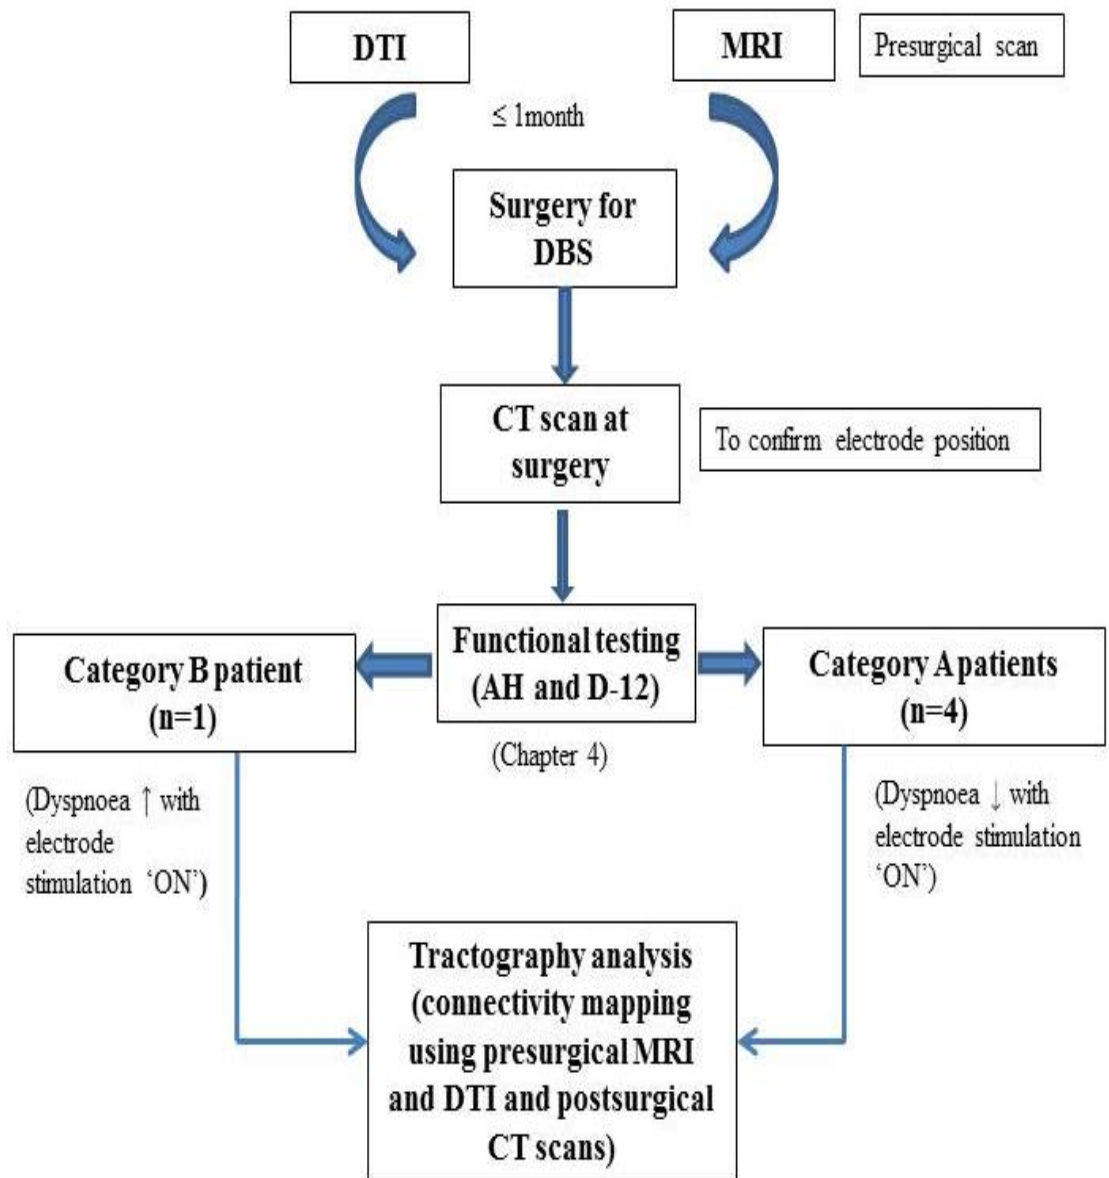 DTI
MRI
Presurgical scan
≤ 1month
Surgery for
DBS
CT scan at
surgery
To confirm electrode position
Functional testing
(AH and D-12)
(Chapter 4)
Category B patient
(n=1)
Category A patients
(n=4)
(Dyspnoea ↑ with
electrode
stimulation ‘ON’)
(Dyspnoea ↓ with
electrode stimulation
‘ON’)
Tractography analysis
(connectivity mapping
using presurgical MRI
and DTI and postsurgical
CT scans)